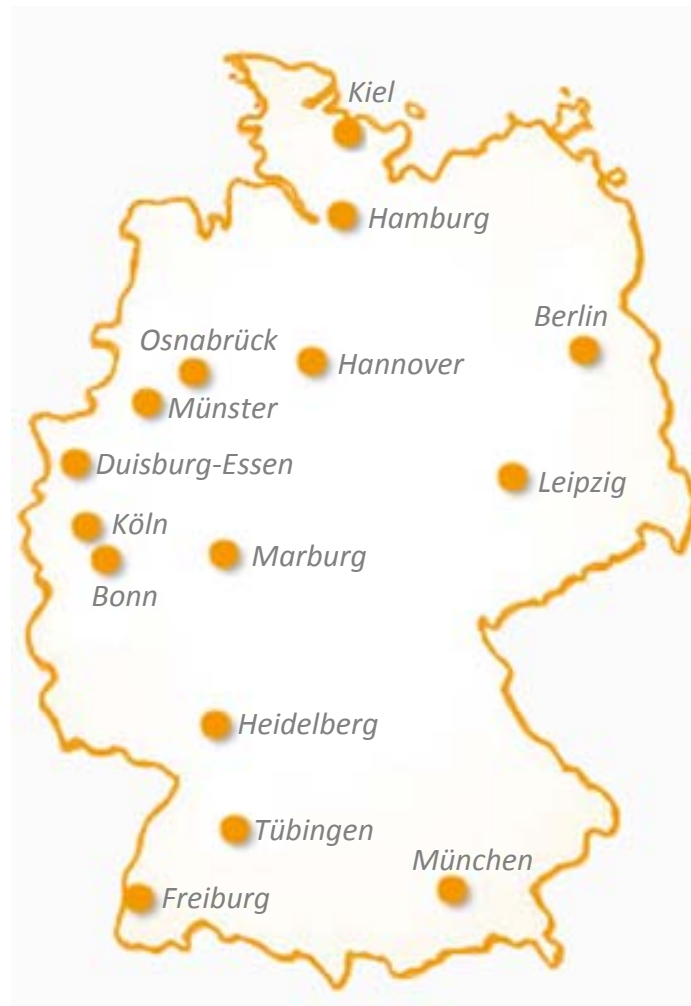 Kiel
Hamburg
Berlin
Osnabrück
Hannover
Münster
Duisburg-Essen
Leipzig
Köln
Marburg
Bonn
Heidelberg
Tübingen
München
Freiburg